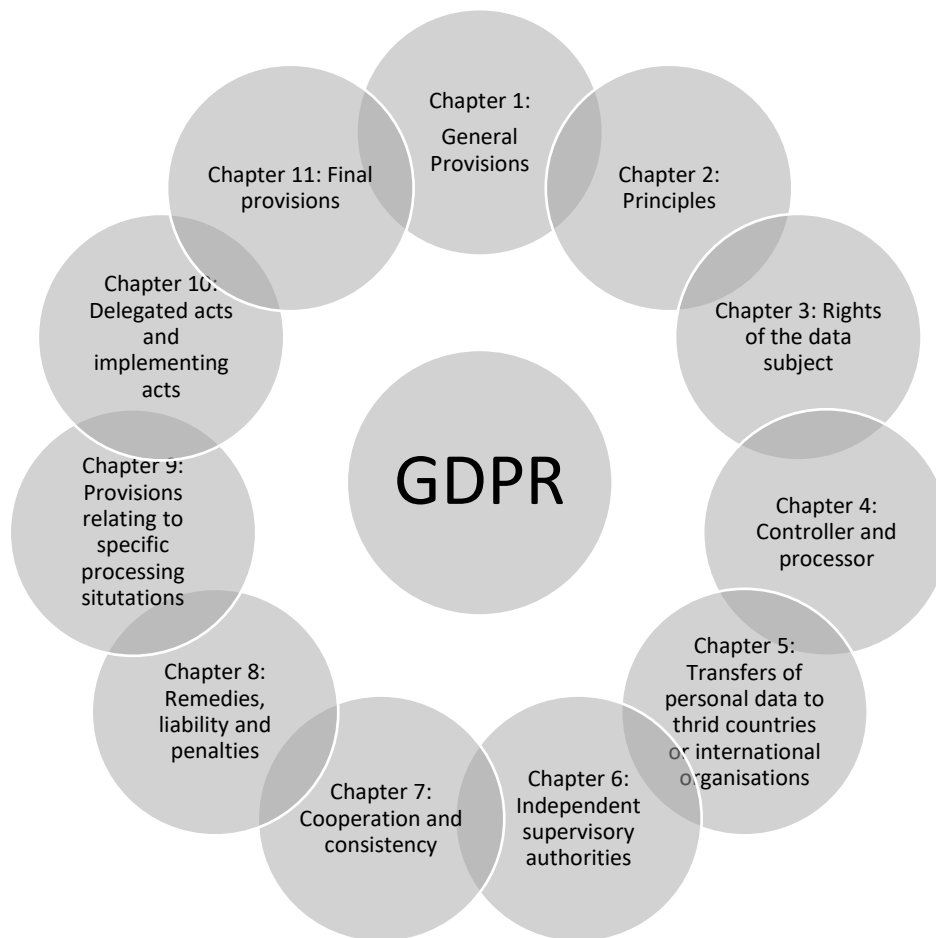 Chapter 1:
General
Provisions
Chapter 2:
Principles
Chapter 3: Rights
of the data
subject
Chapter 4:
Controller and
processor
Chapter 5:
Transfers of
personal data to
thrid countries
or international
organisations
Chapter 6:
Independent
supervisory
authorities
Chapter 7:
Cooperation and
consistency
Chapter 8:
Remedies,
liability and
penalties
Chapter 9:
Provisions
relating to
specific
processing
situtations
Chapter 10:
Delegated acts
and
implementing
acts
Chapter 11: Final
provisions
GDPR